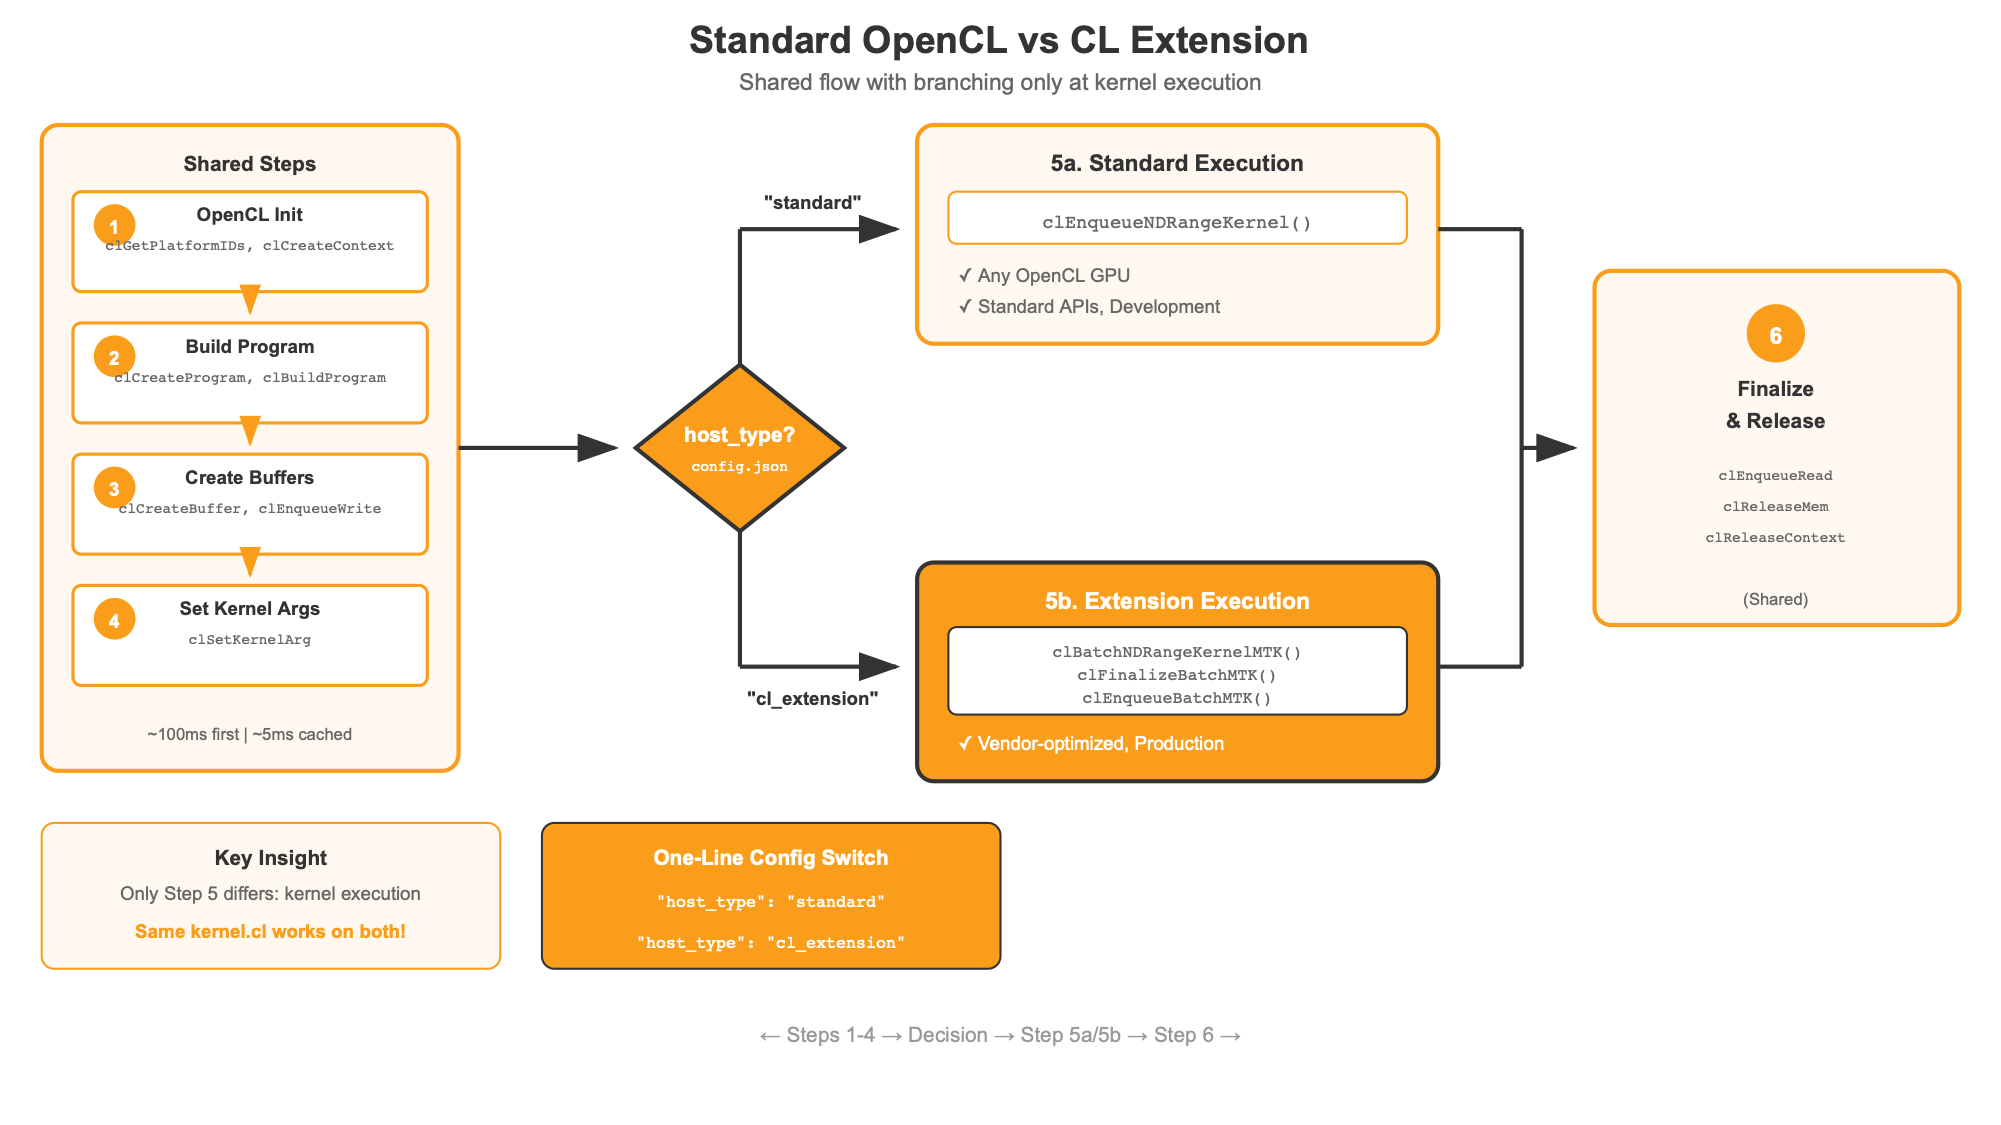 Standard OpenCL vs CL Extension
Shared flow with branching only at kernel execution
Shared Steps
1
OpenCL Init
clGetPlatformIDs, clCreateContext
2
Build Program
clCreateProgram, clBuildProgram
3
Create Buffers
clCreateBuffer, clEnqueueWrite
4
Set Kernel Args
clSetKernelArg
~100ms first | ~5ms cached
host_type?
config.json
"standard"
"cl_extension"
5a. Standard Execution
clEnqueueNDRangeKernel()
✓ Any OpenCL GPU
✓ Standard APIs, Development
5b. Extension Execution
clBatchNDRangeKernelMTK()
clFinalizeBatchMTK()
clEnqueueBatchMTK()
✓ Vendor-optimized, Production
6
Finalize
& Release
clEnqueueRead
clReleaseMem
clReleaseContext
(Shared)
Key Insight
Only Step 5 differs: kernel execution
Same kernel.cl works on both!
One-Line Config Switch
"host_type": "standard"
"host_type": "cl_extension"
← Steps 1-4 → Decision → Step 5a/5b → Step 6 →